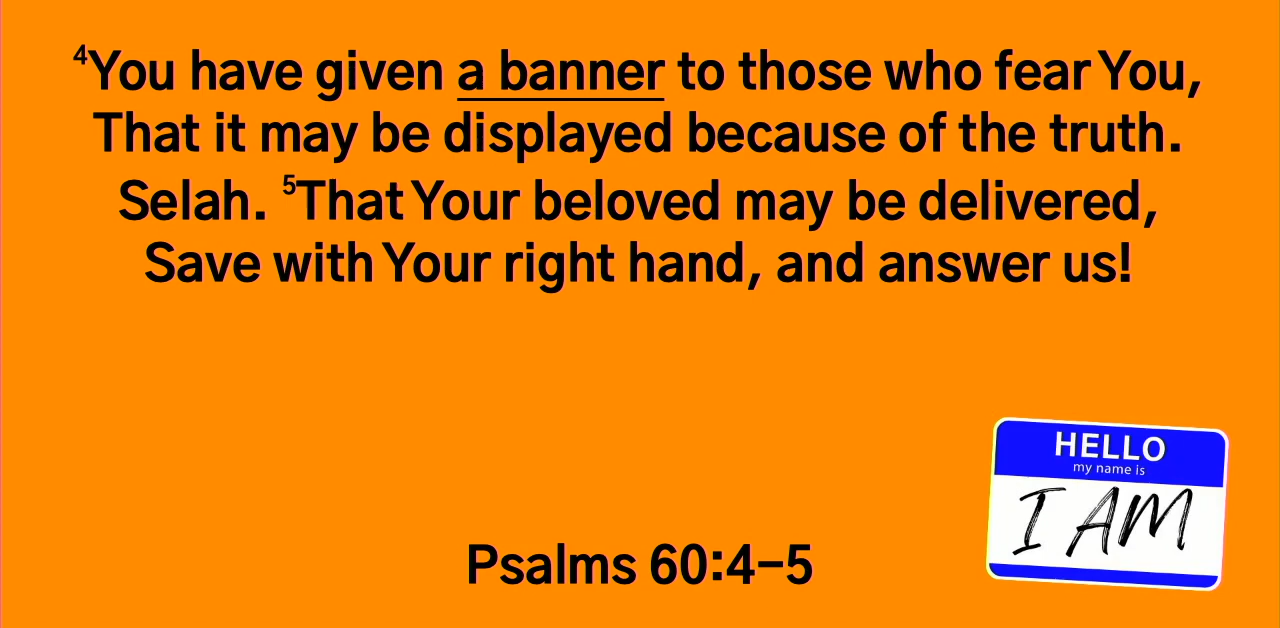 ⁴You have given a banner to those who fear You,
That it may be displayed because of the truth.
Selah. ⁵That Your beloved may be delivered,
Save with Your right hand, and answer us!
Psalms 60:4–5
HELLO
my name is
I AM